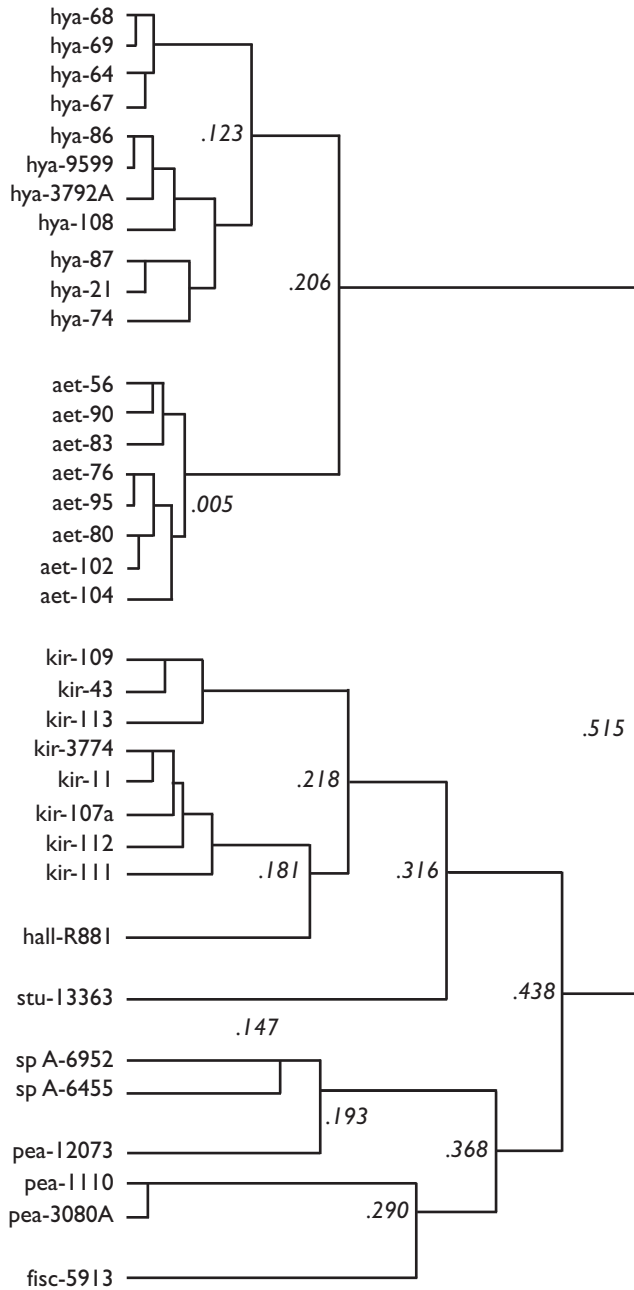 hya-68
hya-69
hya-64
hya-67
hya-86
.123
hya-9599
hya-3792A
hya-108
hya-87
.206
hya-21
hya-74
aet-56
aet-90
aet-83
aet-76
aet-95
.005
aet-80
aet-102
aet-104
kir-109
kir-43
kir-113
.515
kir-3774
kir-11
.218
kir-107a
kir-112
kir-111
.181
.316
hall-R881
stu-13363
.438
.147
sp A-6952
sp A-6455
.193
pea-12073
.368
pea-1110
pea-3080A
.290
fisc-5913